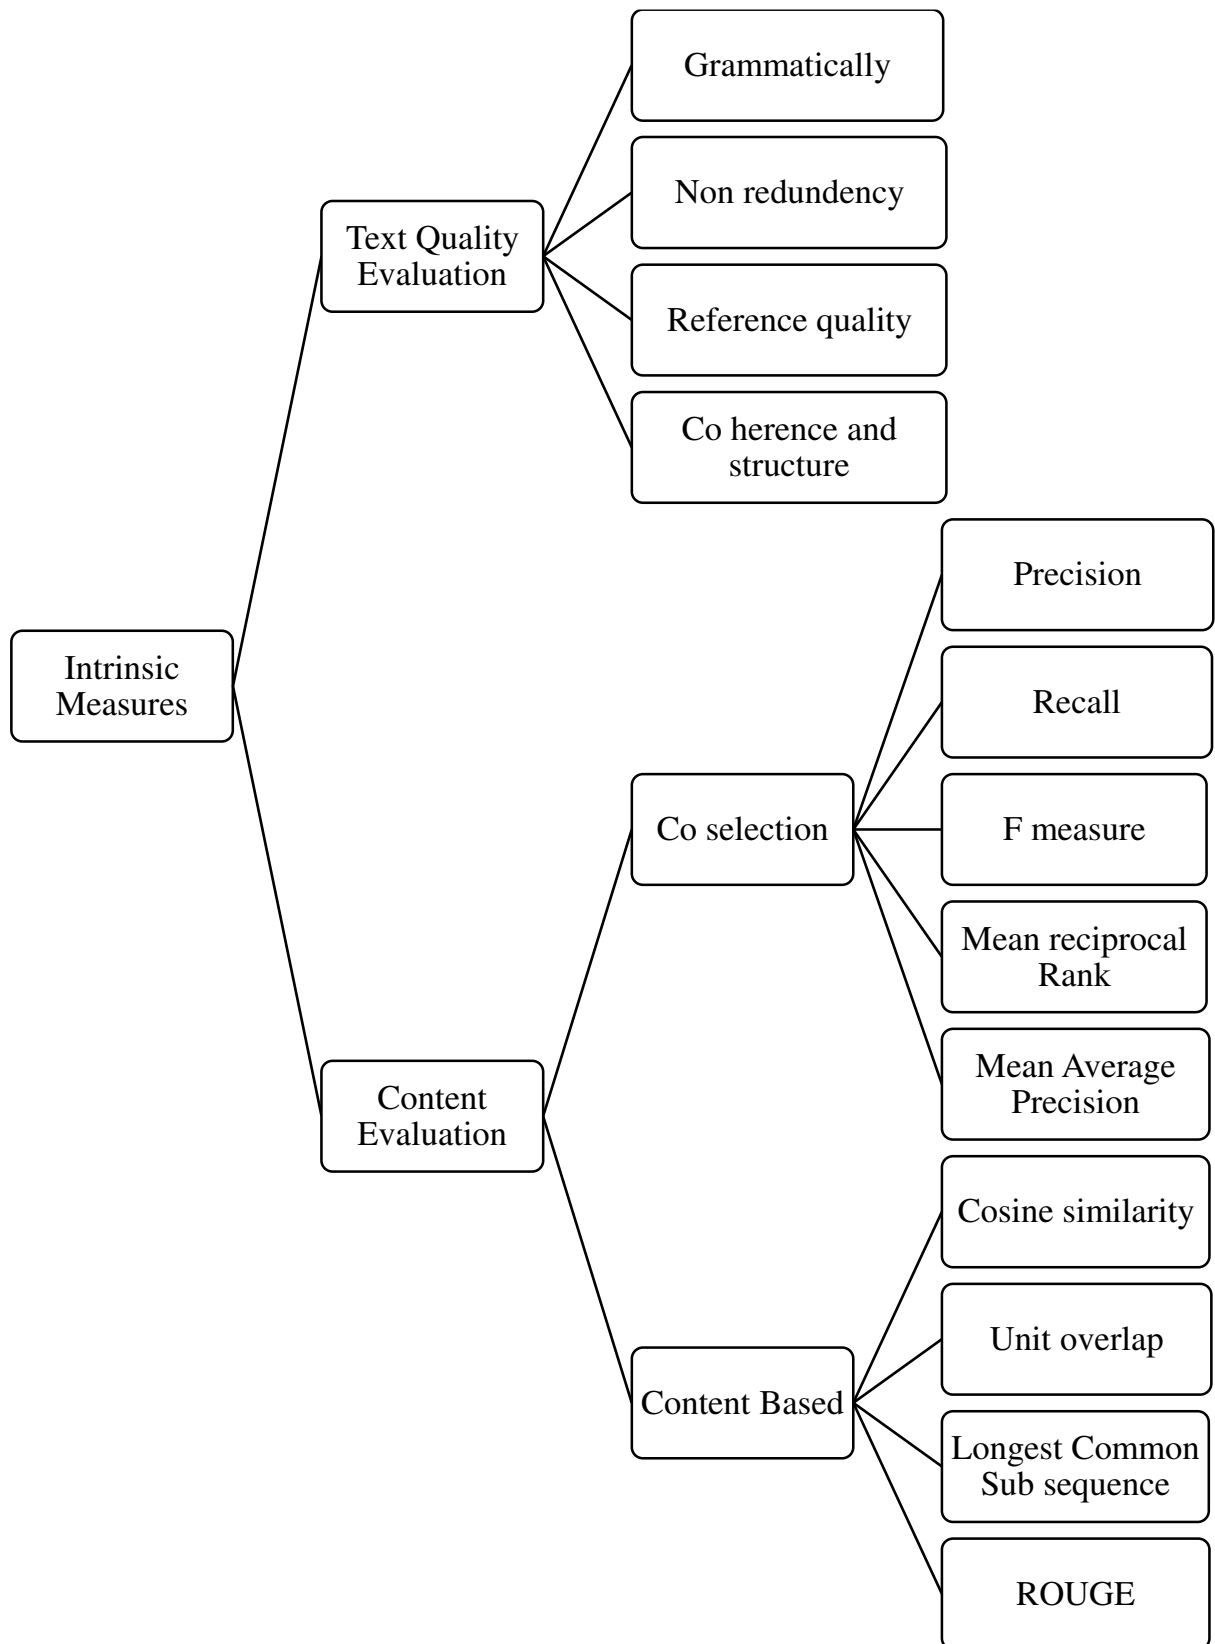 Grammatically
Non redundency
Text Quality
Evaluation
Reference quality
Co herence and
structure
Precision
Intrinsic
Measures
Recall
Co selection
F measure
Mean reciprocal
Rank
Mean Average
Precision
Content
Evaluation
Cosine similarity
Unit overlap
Content Based
Longest Common
Sub sequence
ROUGE